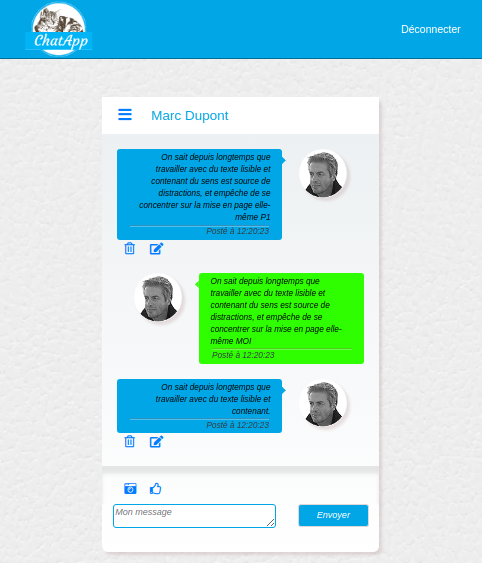 ChatApp
Déconnecter
Marc Dupont
On sait depuis longtemps que
travailler avec du texte lisible et
contenant du sens est source de
distractions, et empêche de se
concentrer sur la mise en page elle-
même P1
Posté à 12:20:23
On sait depuis longtemps que
travailler avec du texte lisible et
contenant du sens est source de
distractions, et empêche de se
concentrer sur la mise en page elle-
même MOI
Posté à 12:20:23
On sait depuis longtemps que
travailler avec du texte lisible et
contenant.
Posté à 12:20:23
Mon message
Envoyer